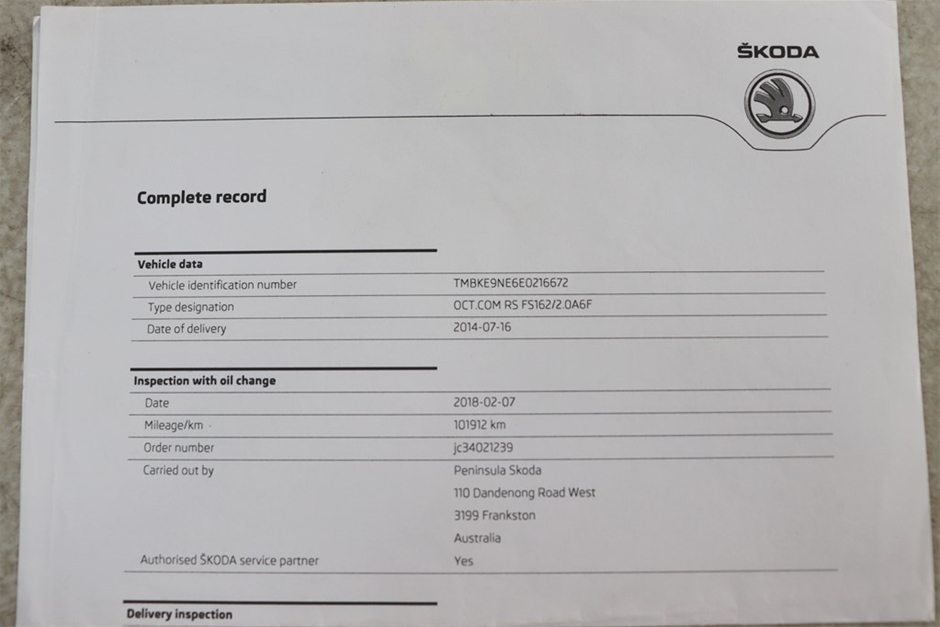 ŠKODA
Complete record
Vehicle data
Vehicle identification number TMBKE9NE6E0216672
Type designation OCT.COM RS FS162/2.0A6F
Date of delivery 2014-07-16
Inspection with oil change
Date 2018-02-07
Mileage/km 101912 km
Order number jc34021239
Carried out by Peninsula Skoda
110 Dandenong Road West
3199 Frankston
Australia
Authorised ŠKODA service partner Yes
Delivery inspection